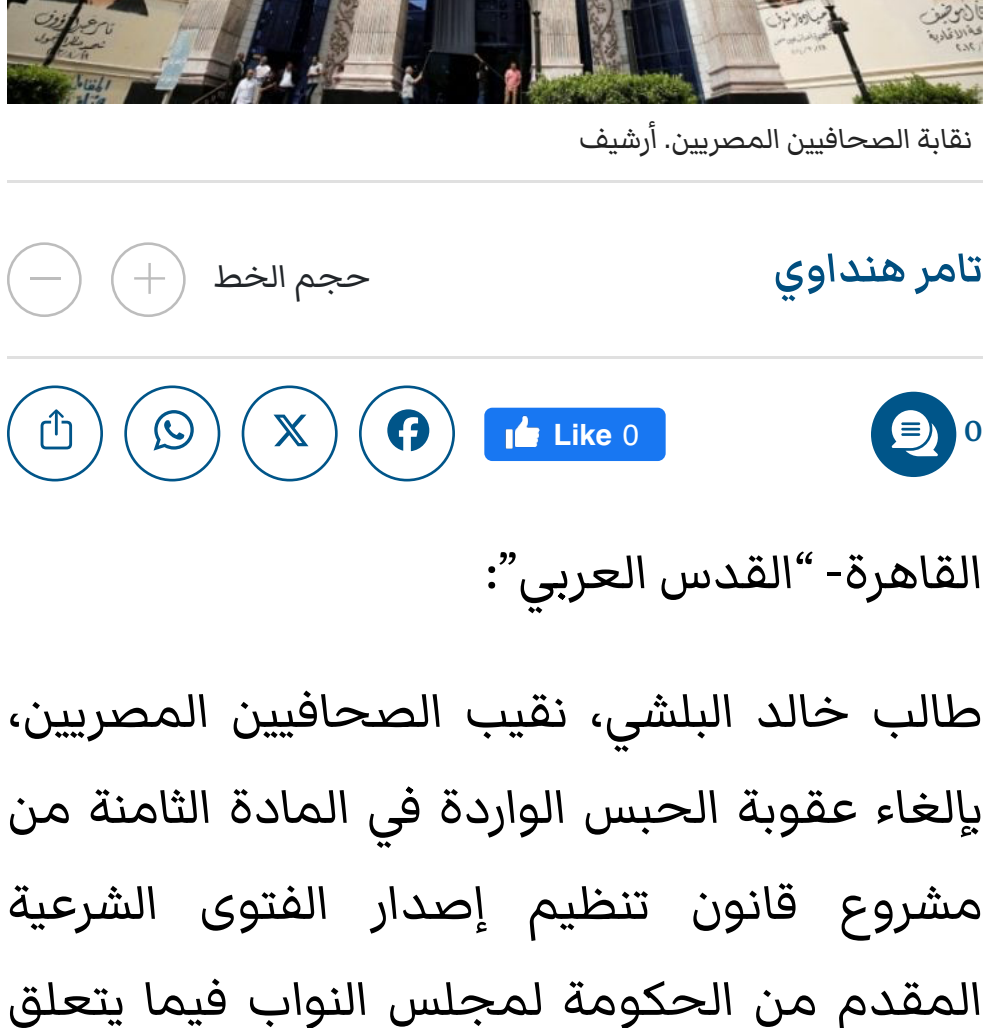 نقابة الصحافيين المصريين. أرشيف
تامر هنداوي
حجم الخط
0
Like 0
القاهرة- “القدس العربي”:
طالب خالد البلشي، نقيب الصحافيين المصريين،
بإلغاء عقوبة الحبس الواردة في المادة الثامنة من
مشروع قانون تنظيم إصدار الفتوى الشرعية
المقدم من الحكومة لمجلس النواب فيما يتعلق